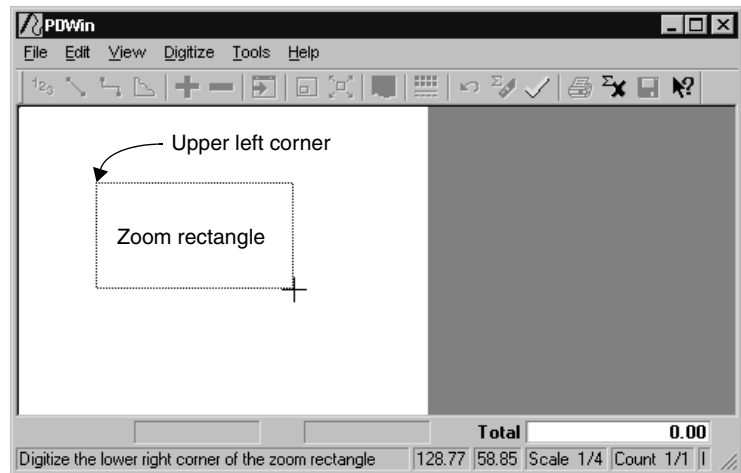 PDWin
File Edit View Digitize Tools Help
123 Σ Σ ?
Upper left corner
Zoom rectangle
Total 0.00
Digitize the lower right corner of the zoom rectangle 128.77 58.85 Scale 1/4 Count 1/1 I